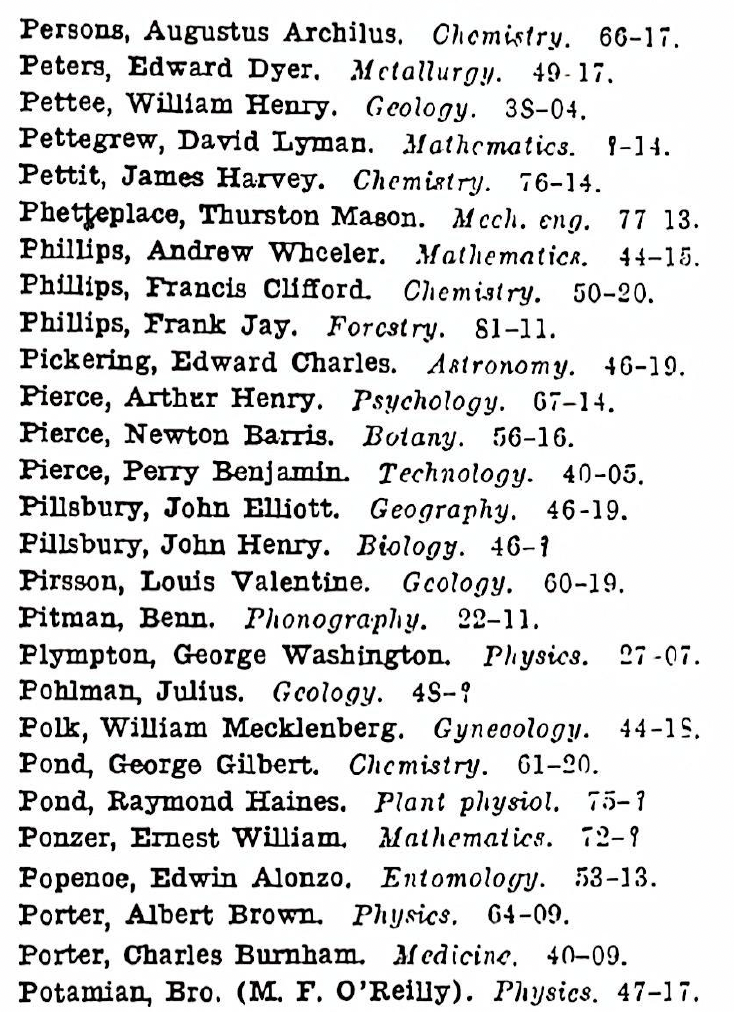 Persons, Augustus Archilus. Chemistry. 66-17.
Peters, Edward Dyer. Metallurgy. 49-17.
Pettee, William Henry. Geology. 38-04.
Pettegrew, David Lyman. Mathematics. ?-14.
Pettit, James Harvey. Chemistry. 76-14.
Phetteplace, Thurston Mason. Mech. eng. 77 13.
Phillips, Andrew Wheeler. Mathematics. 44-15.
Phillips, Francis Clifford. Chemistry. 50-20.
Phillips, Frank Jay. Forestry. 81-11.
Pickering, Edward Charles. Astronomy. 46-19.
Pierce, Arthur Henry. Psychology. 67-14.
Pierce, Newton Barris. Botany. 56-16.
Pierce, Perry Benjamin. Technology. 40-05.
Pillsbury, John Elliott. Geography. 46-19.
Pillsbury, John Henry. Biology. 46-?
Pirsson, Louis Valentine. Geology. 60-19.
Pitman, Benn. Phonography. 22-11.
Plympton, George Washington. Physics. 27-07.
Pohlman, Julius. Geology. 48-?
Polk, William Mecklenberg. Gynecology. 44-18.
Pond, George Gilbert. Chemistry. 61-20.
Pond, Raymond Haines. Plant physiol. 75-?
Ponzer, Ernest William. Mathematics. 72-?
Popenoe, Edwin Alonzo. Entomology. 53-13.
Porter, Albert Brown. Physics. 64-09.
Porter, Charles Burnham. Medicine. 40-09.
Potamian, Bro. (M. F. O'Reilly). Physics. 47-17.